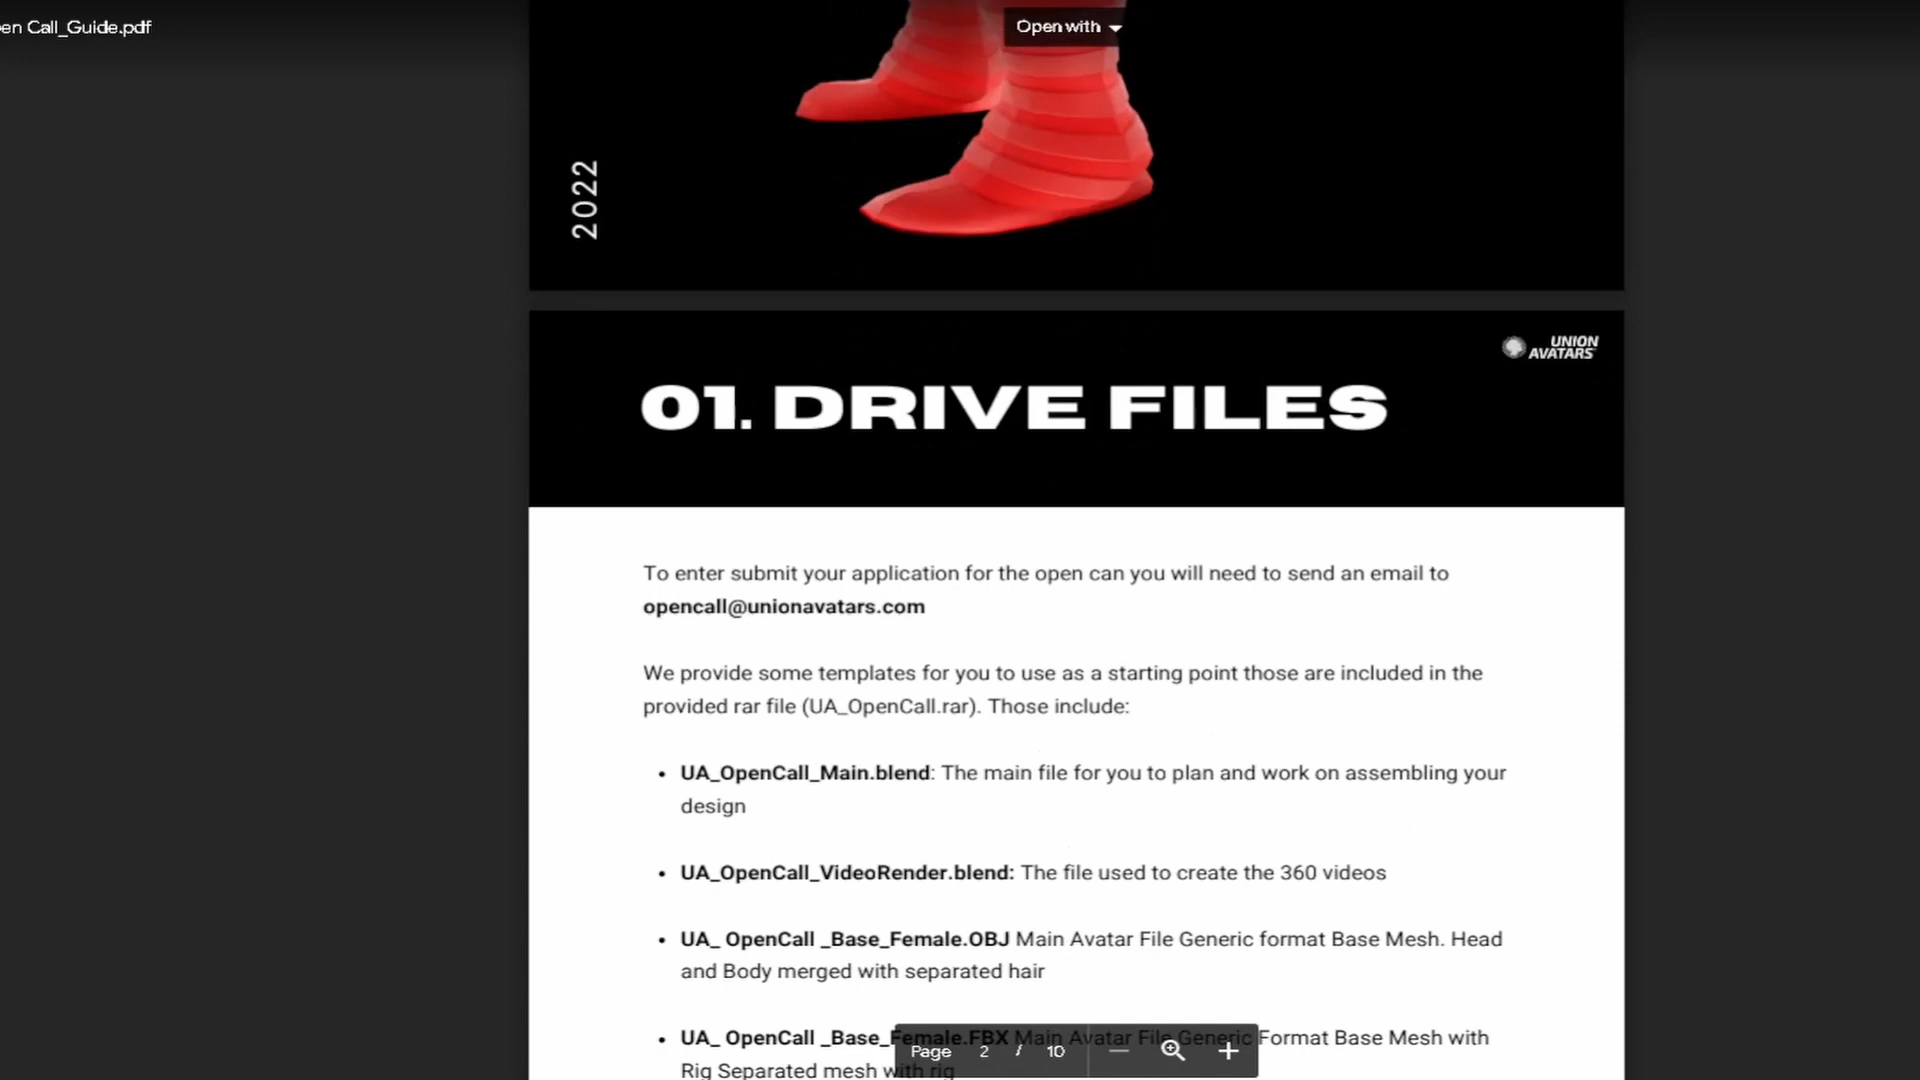 en Call_Guide.pdf
Open with
2022
UNION
AVATARS
01. DRIVE FILES
To enter submit your application for the open can you will need to send an email to
opencall@unionavatars.com
We provide some templates for you to use as a starting point those are included in the
provided rar file (UA_OpenCall.rar). Those include:
• UA_OpenCall_Main.blend: The main file for you to plan and work on assembling your
design
• UA_OpenCall_VideoRender.blend: The file used to create the 360 videos
• UA_ OpenCall _Base_Female.OBJ Main Avatar File Generic format Base Mesh. Head
and Body merged with separated hair
• UA_ OpenCall _Base_Female.FBX Main Avatar File Generic Format Base Mesh with
Rig Separated mesh with rig
Page 2 / 10